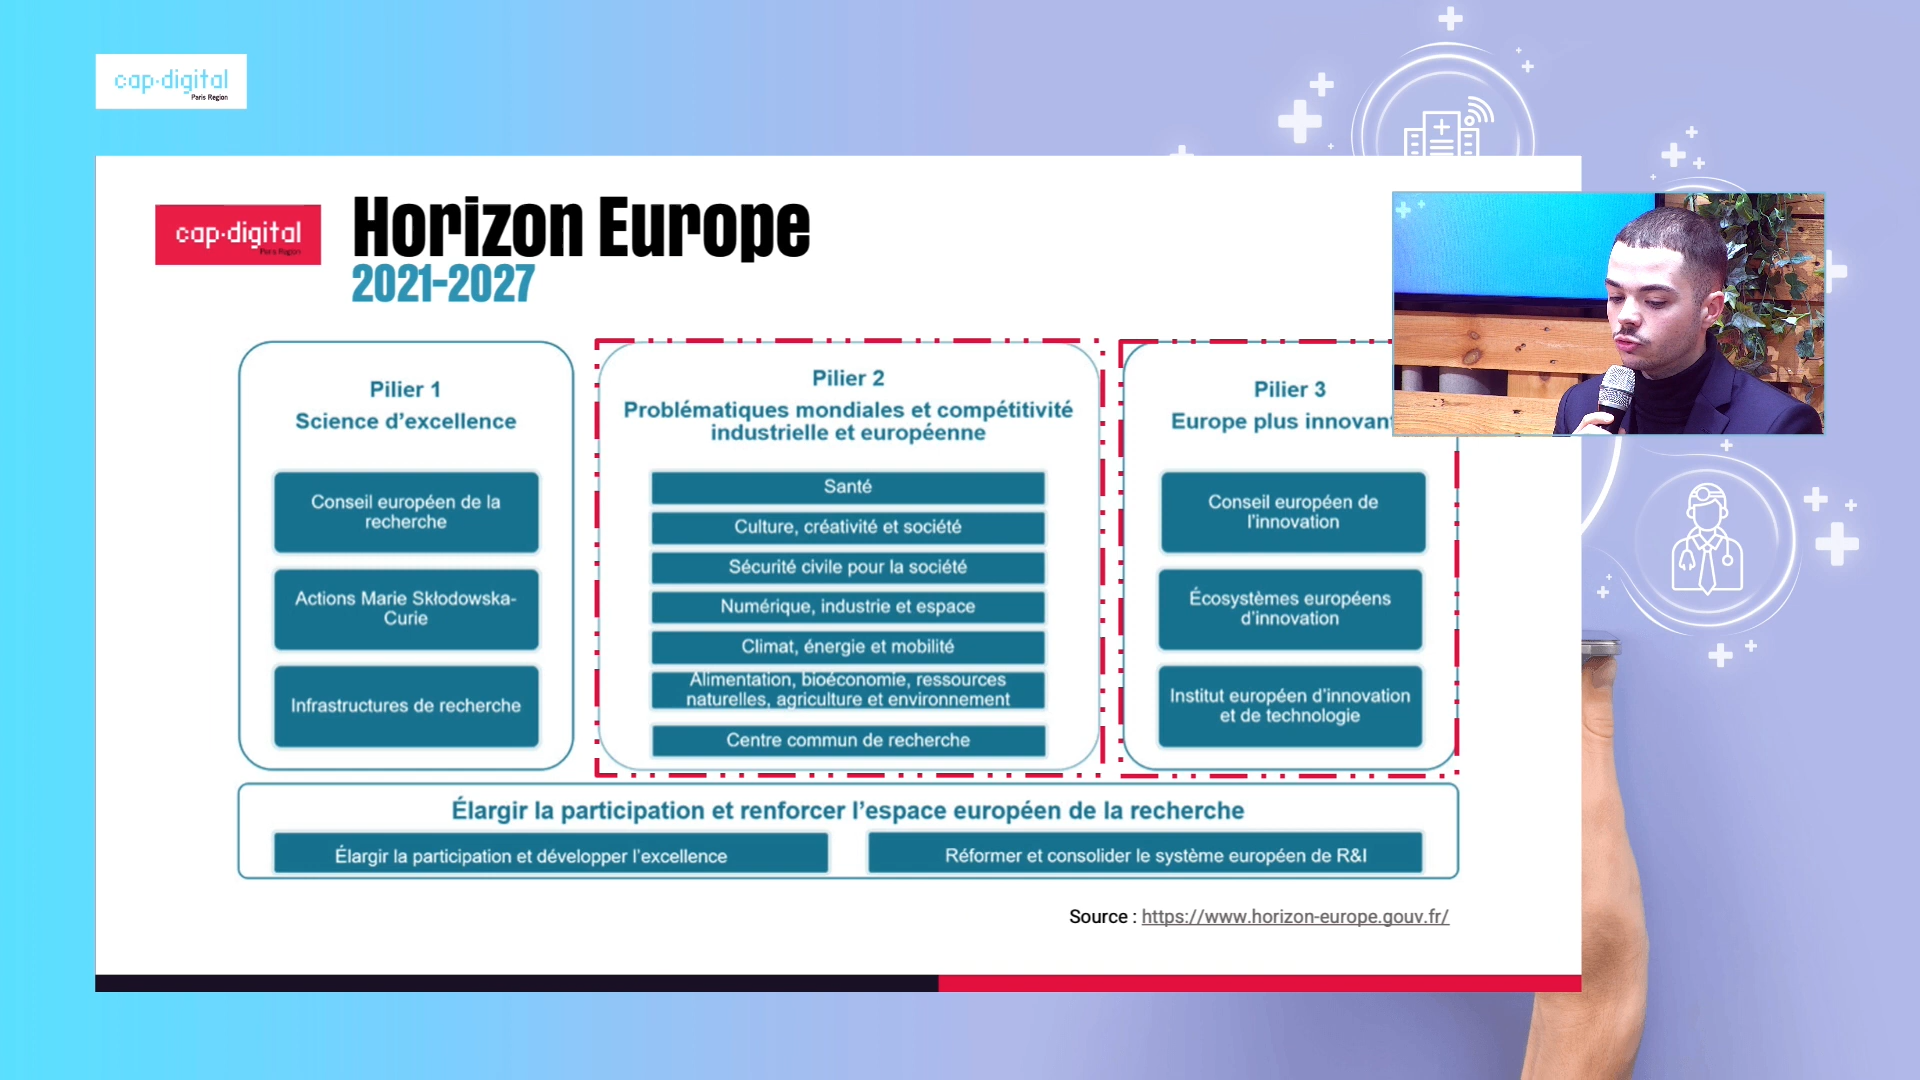 cap·digital
Paris Region
cap·digital
Paris Region
Horizon Europe
2021-2027
Pilier 1
Science d'excellence
Conseil européen de la
recherche
Actions Marie Skłodowska-
Curie
Infrastructures de recherche
Pilier 2
Problématiques mondiales et compétitivité
industrielle et européenne
Santé
Culture, créativité et société
Sécurité civile pour la société
Numérique, industrie et espace
Climat, énergie et mobilité
Alimentation, bioéconomie, ressources
naturelles, agriculture et environnement
Centre commun de recherche
Pilier 3
Europe plus innovan
Conseil européen de
l'innovation
Écosystèmes européens
d'innovation
Institut européen d'innovation
et de technologie
Élargir la participation et renforcer l'espace européen de la recherche
Élargir la participation et développer l'excellence
Réformer et consolider le système européen de R&I
Source : https://www.horizon-europe.gouv.fr/